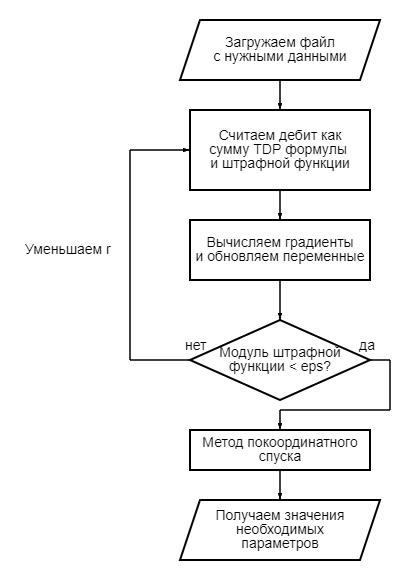 Загружаем файл
с нужными данными
Считаем дебит как
сумму TDP формулы
и штрафной функции
Уменьшаем r
Вычисляем градиенты
и обновляем переменные
нет
да
Модуль штрафной
функции < eps?
Метод покоординатного
спуска
Получаем значения
необходимых
параметров